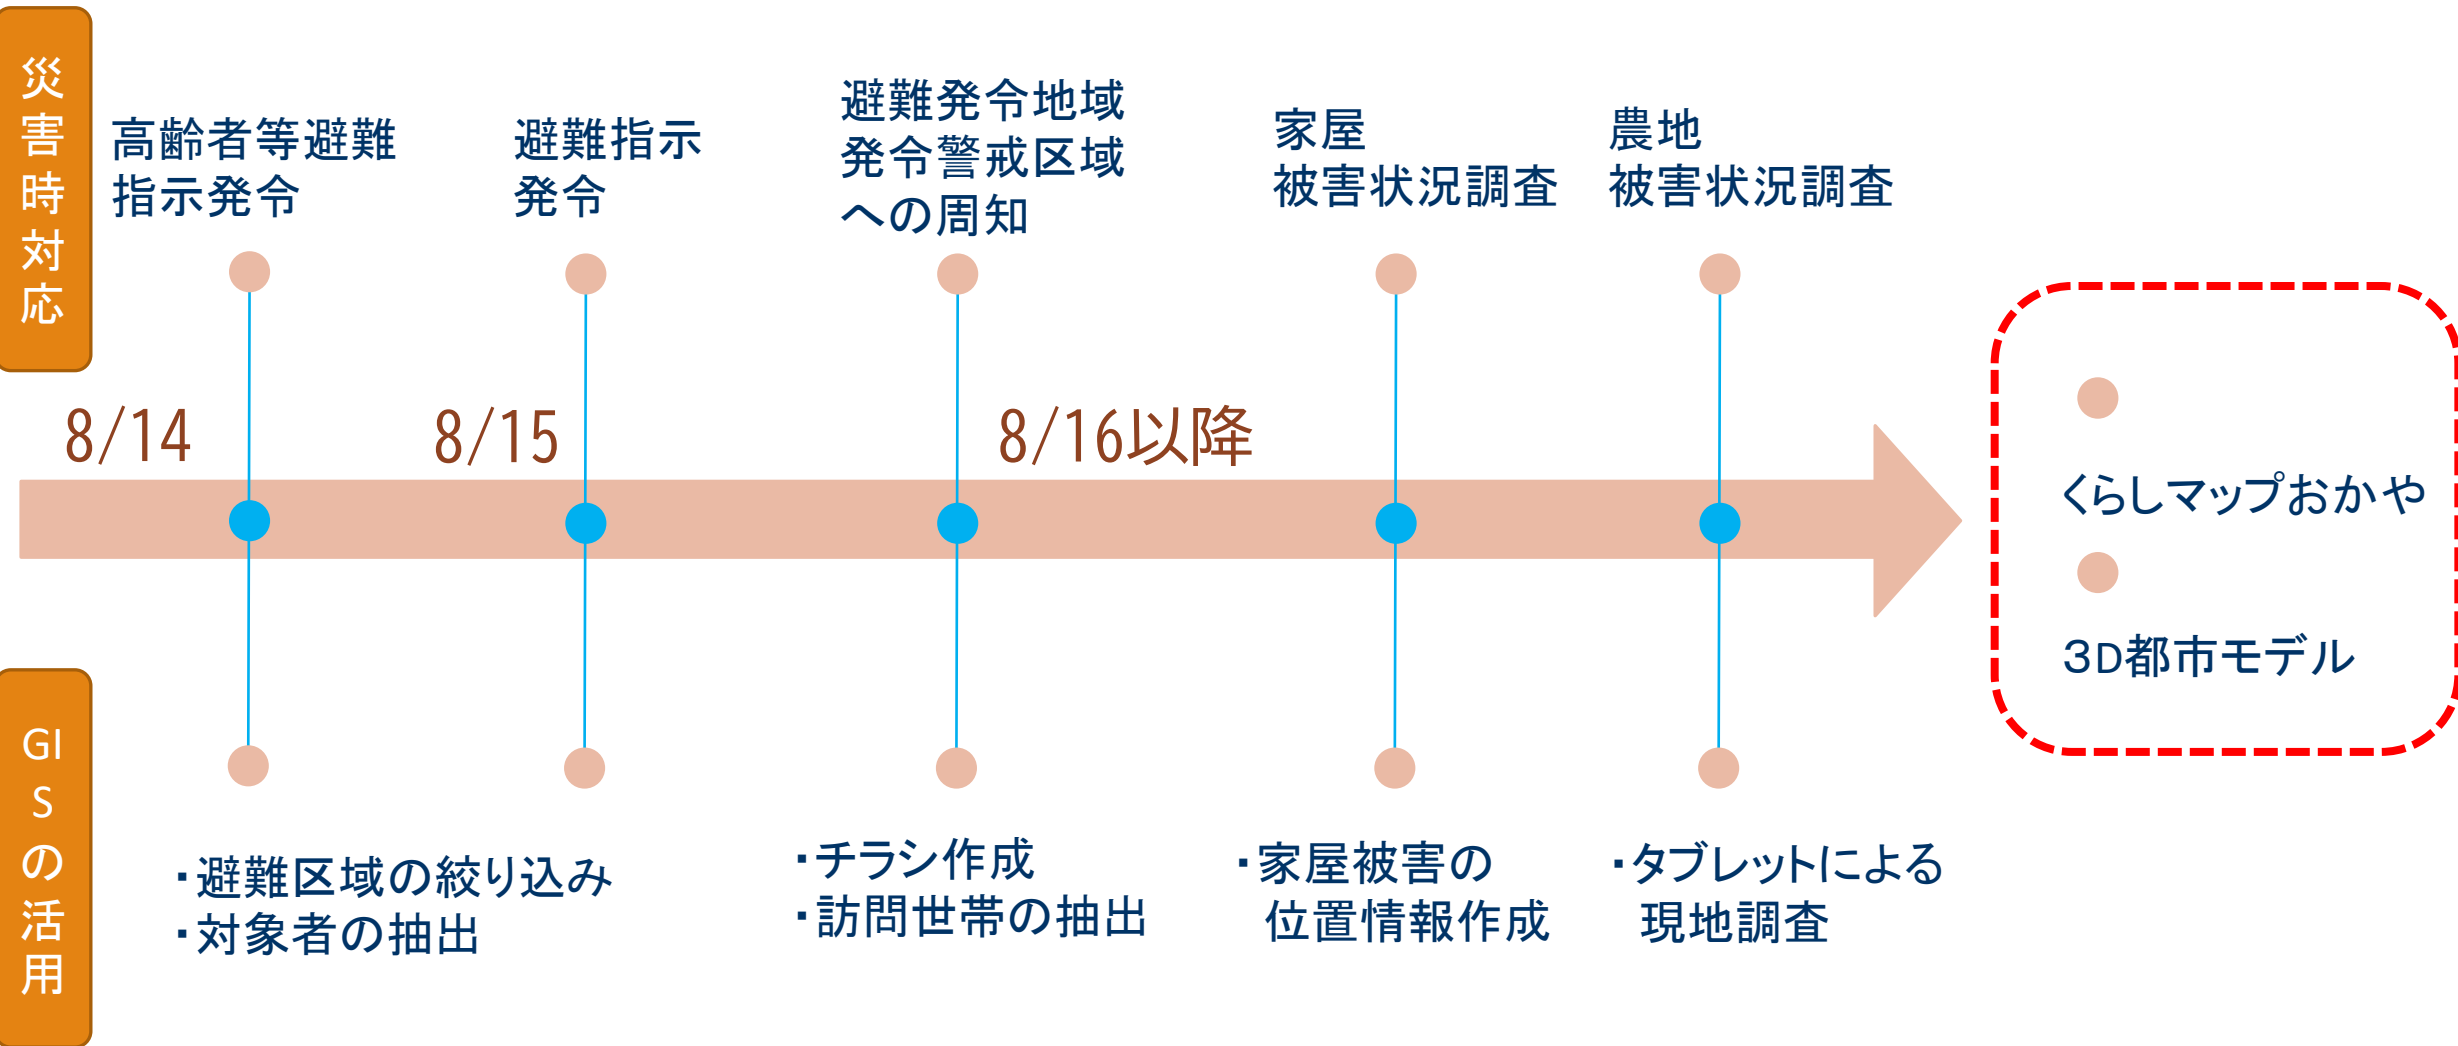 災害時対応
高齢者等避難
指示発令
避難指示
発令
避難発令地域
発令警戒区域
への周知
家屋
被害状況調査
農地
被害状況調査
8/14
8/15
8/16以降
くらしマップおかや
3D都市モデル
GISの活用
・避難区域の絞り込み
・対象者の抽出
・チラシ作成
・訪問世帯の抽出
・家屋被害の
位置情報作成
・タブレットによる
現地調査